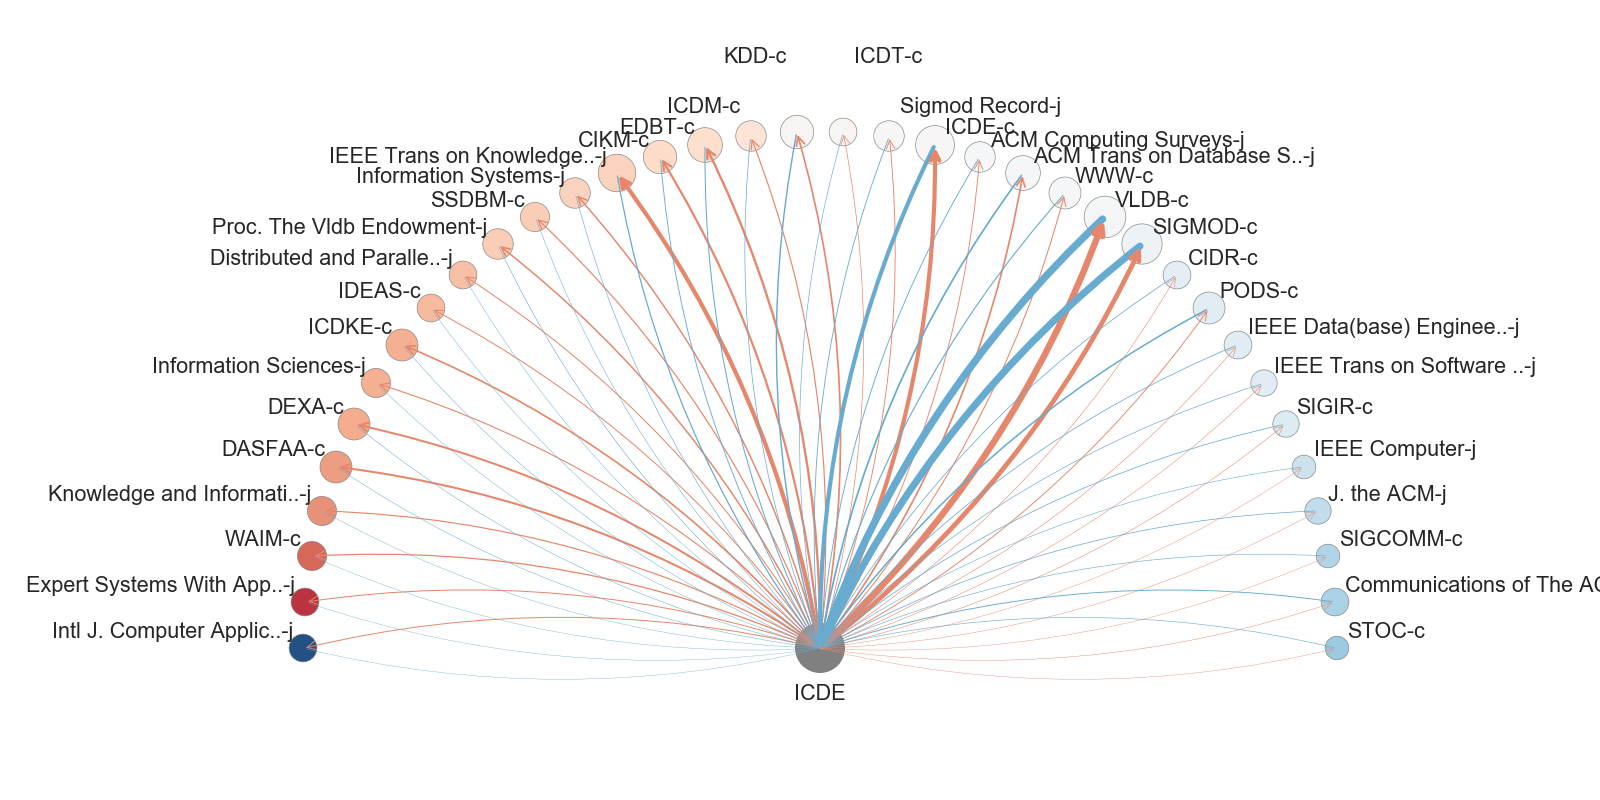 KDD-c
ICDT-c
ICDM-c
Sigmod Record-j
EDBT-c
ICDE-c
CIKM-c
ACM Computing Surveys-j
IEEE Trans on Knowledge..-j
ACM Trans on Database S..-j
Information Systems-j
WWW-c
SSDBM-c
VLDB-c
Proc. The Vldb Endowment-j
SIGMOD-c
Distributed and Paralle..-j
CIDR-c
IDEAS-c
PODS-c
ICDKE-c
IEEE Data(base) Enginee..-j
Information Sciences-j
IEEE Trans on Software ..-j
DEXA-c
SIGIR-c
DASFAA-c
IEEE Computer-j
Knowledge and Informati..-j
J. the ACM-j
WAIM-c
SIGCOMM-c
Expert Systems With App..-j
Communications of The AC
Intl J. Computer Applic..-j
STOC-c
ICDE